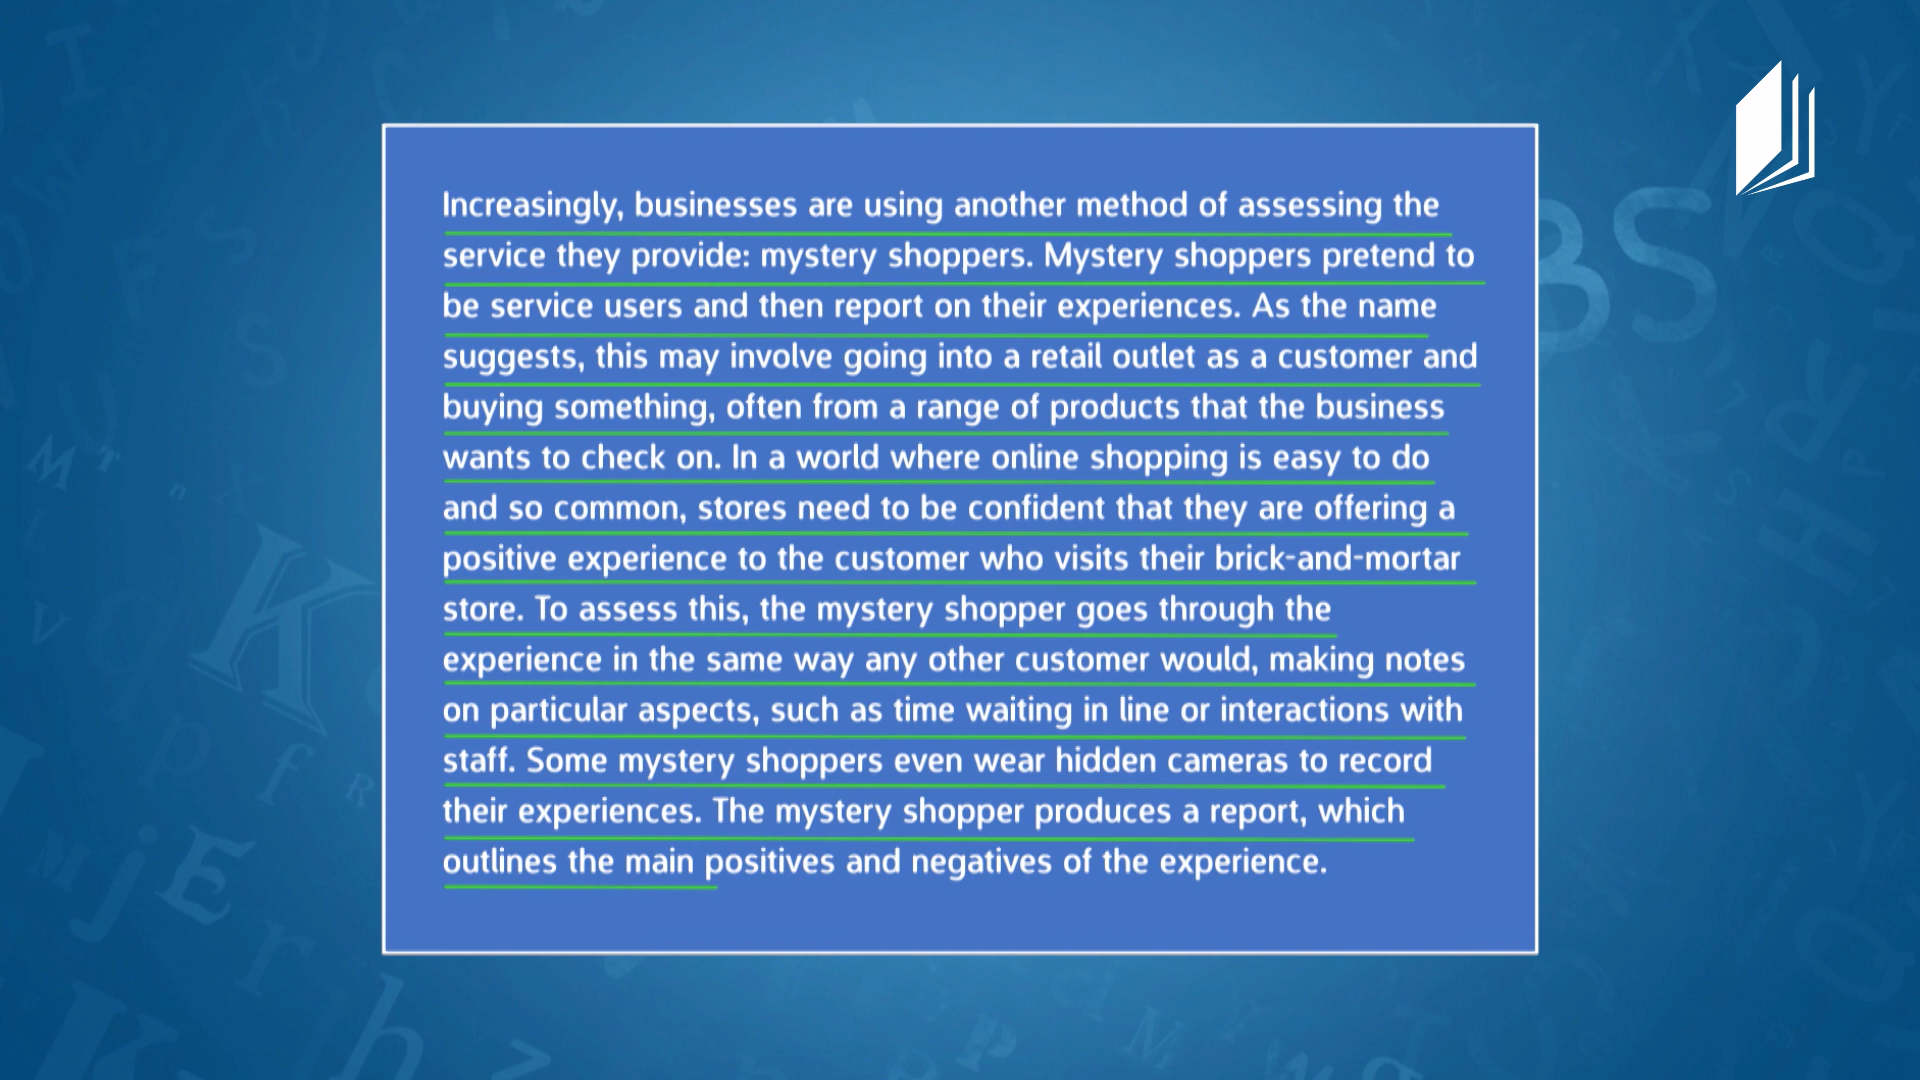 Increasingly, businesses are using another method of assessing the
service they provide: mystery shoppers. Mystery shoppers pretend to
be service users and then report on their experiences. As the name
suggests, this may involve going into a retail outlet as a customer and
buying something, often from a range of products that the business
wants to check on. In a world where online shopping is easy to do
and so common, stores need to be confident that they are offering a
positive experience to the customer who visits their brick-and-mortar
store. To assess this, the mystery shopper goes through the
experience in the same way any other customer would, making notes
on particular aspects, such as time waiting in line or interactions with
staff. Some mystery shoppers even wear hidden cameras to record
their experiences. The mystery shopper produces a report, which
outlines the main positives and negatives of the experience.